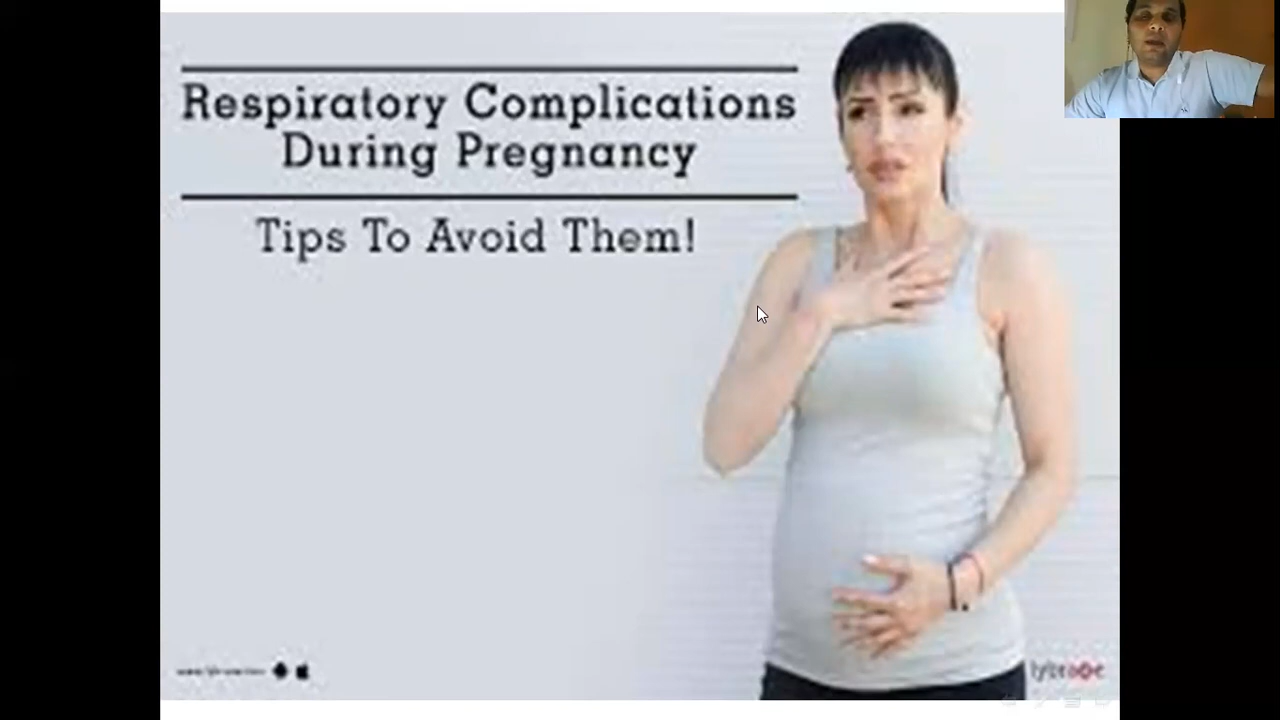 Respiratory Complications
During Pregnancy
Tips To Avoid Them!